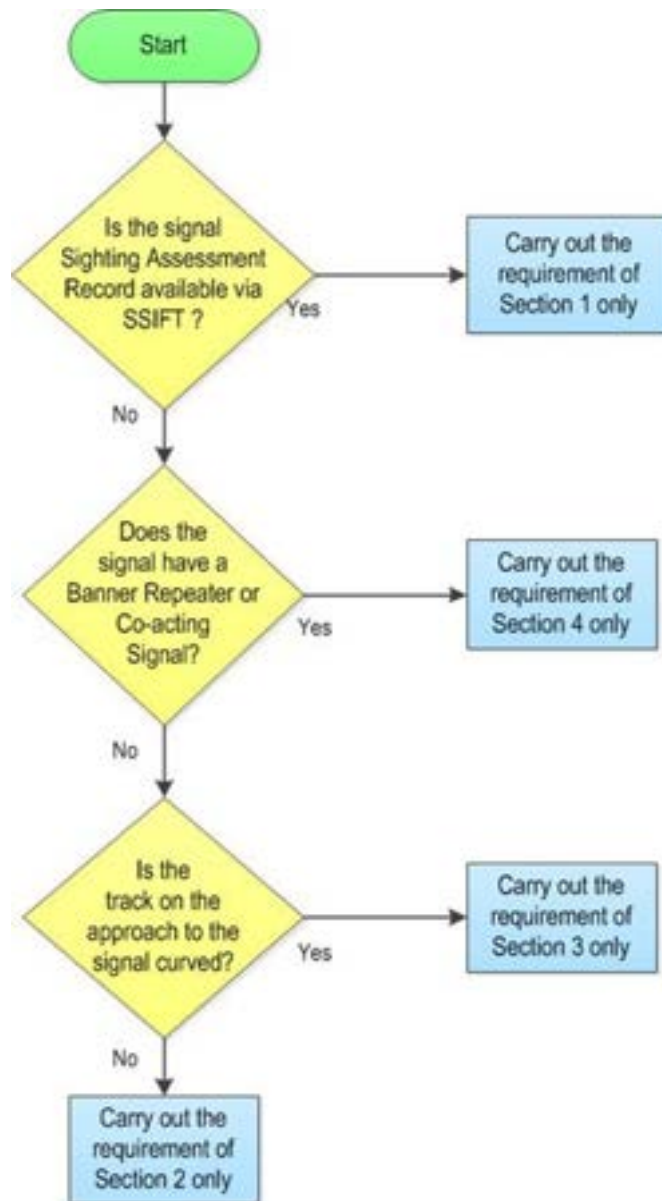 Start
Is the signal
Sighting Assessment
Record available via
SSIFT ?
Yes
Carry out the
requirement of
Section 1 only
No
Does the
signal have a
Banner Repeater or
Co-acting
Signal?
Yes
Carry out the
requirement of
Section 4 only
No
Is the
track on the
approach to the
signal curved?
Yes
Carry out the
requirement of
Section 3 only
No
Carry out the
requirement of
Section 2 only